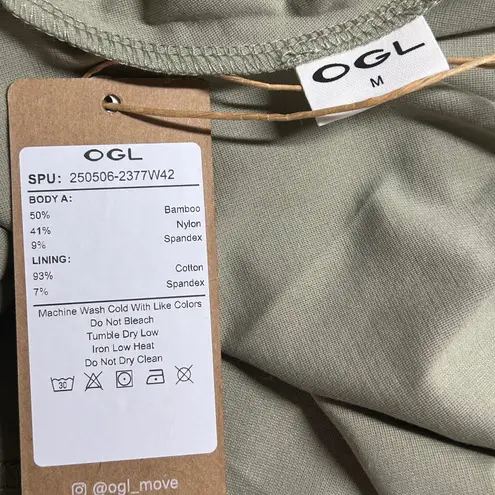 OGL
M
OGL
SPU: 250506-2377W42
BODY A:
50% Bamboo
41% Nylon
9% Spandex
LINING:
93% Cotton
7% Spandex
Machine Wash Cold With Like Colors
Do Not Bleach
Tumble Dry Low
Iron Low Heat
Do Not Dry Clean
30
@ogl_move